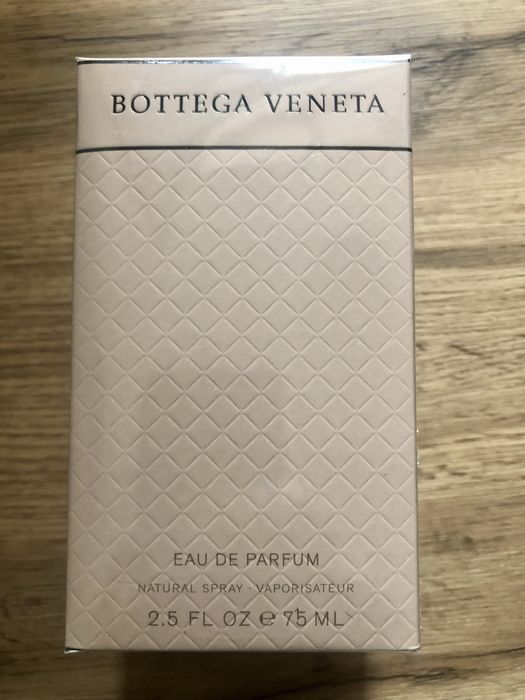 BOTTEGA VENETA
EAU DE PARFUM
NATURAL SPRAY · VAPORISATEUR
2.5 FL OZ ℮ 75 ML